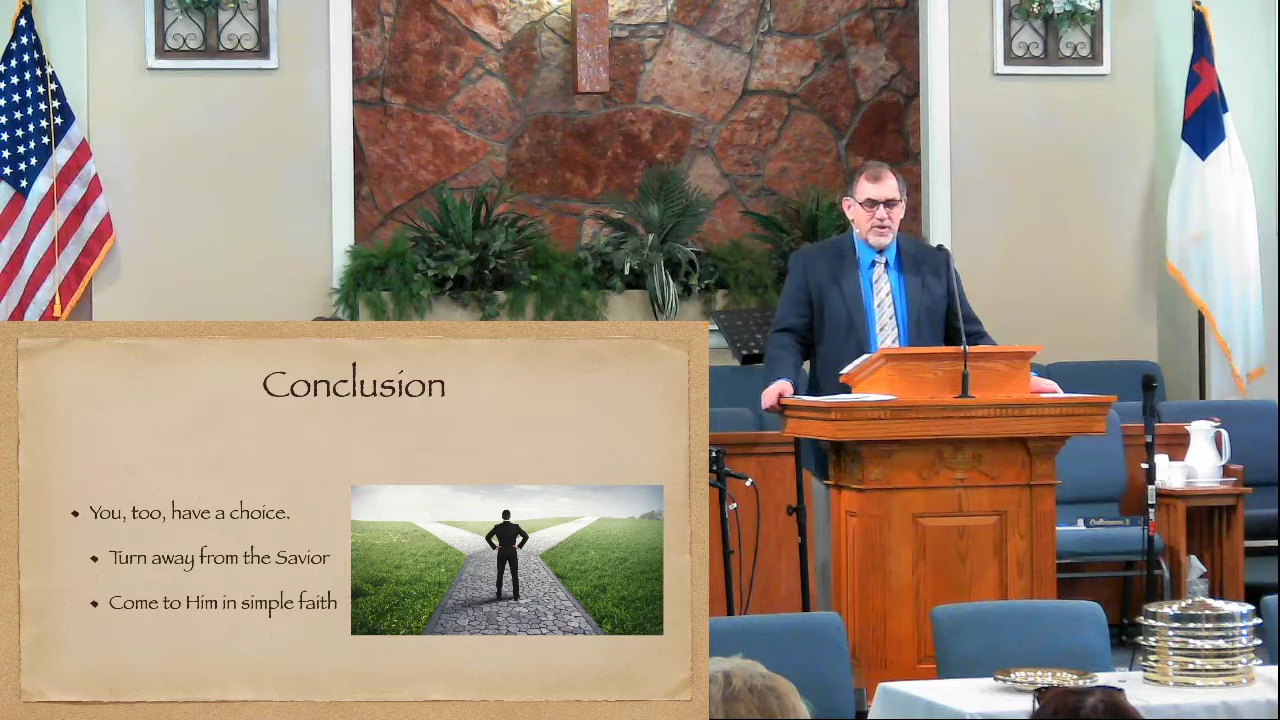 Conclusion
You, too, have a choice.
Turn away from the Savior
Come to Him in simple faith